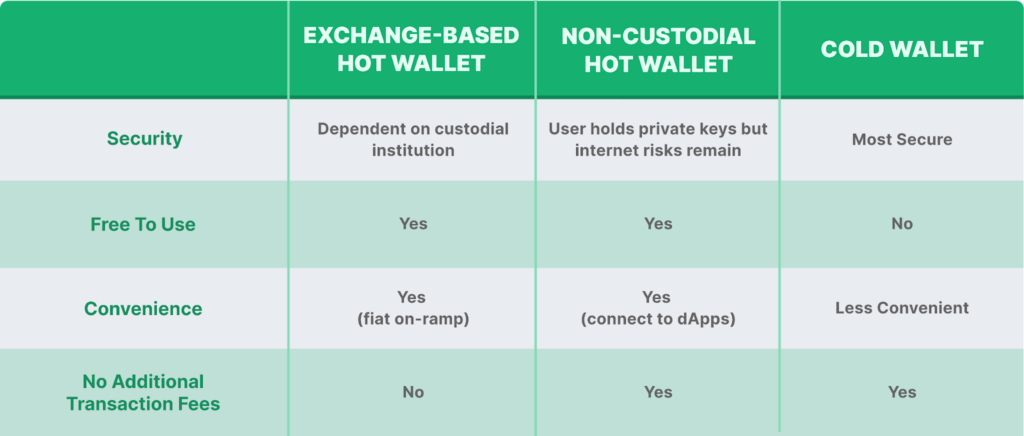 EXCHANGE-BASED
HOT WALLET
NON-CUSTODIAL
HOT WALLET
COLD WALLET
Security
Dependent on custodial
institution
User holds private keys but
internet risks remain
Most Secure
Free To Use
Yes
Yes
No
Convenience
Yes
(fiat on-ramp)
Yes
(connect to dApps)
Less Convenient
No Additional
Transaction Fees
No
Yes
Yes